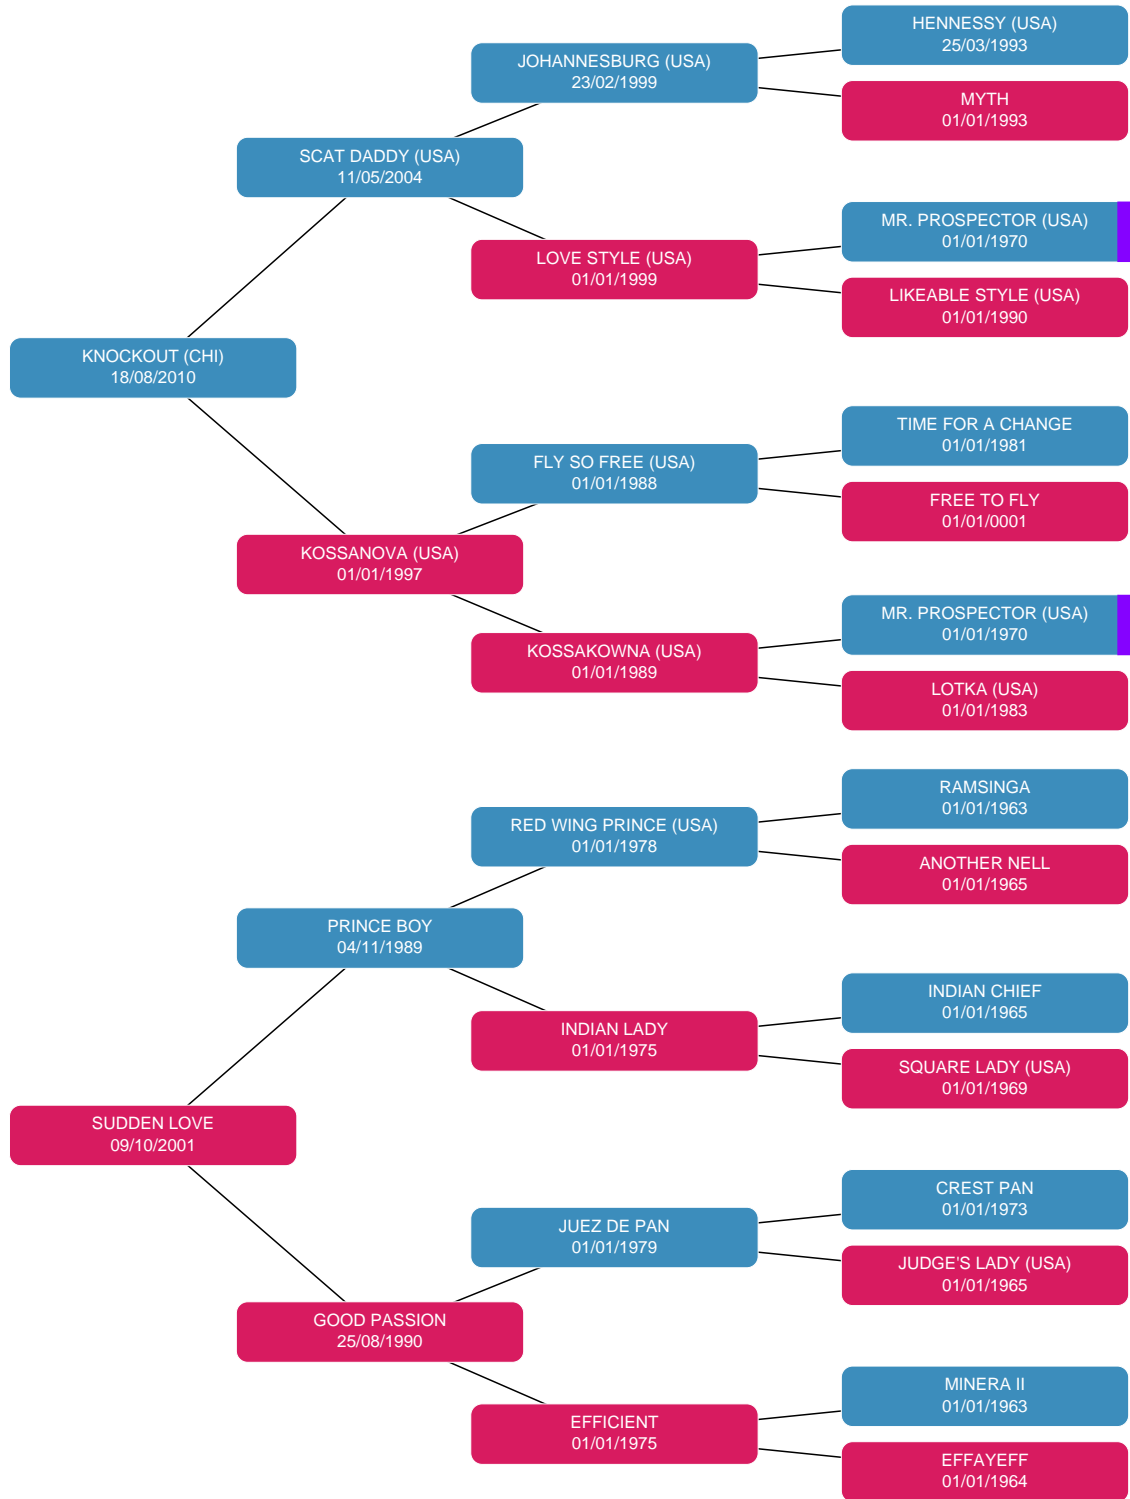 HENNESSY (USA)
25/03/1993
JOHANNESBURG (USA)
23/02/1999
MYTH
01/01/1993
SCAT DADDY (USA)
11/05/2004
MR. PROSPECTOR (USA)
01/01/1970
LOVE STYLE (USA)
01/01/1999
LIKEABLE STYLE (USA)
01/01/1990
KNOCKOUT (CHI)
18/08/2010
TIME FOR A CHANGE
01/01/1981
FLY SO FREE (USA)
01/01/1988
FREE TO FLY
01/01/0001
KOSSANOVA (USA)
01/01/1997
MR. PROSPECTOR (USA)
01/01/1970
KOSSAKOWNA (USA)
01/01/1989
LOTKA (USA)
01/01/1983
RAMSINGA
01/01/1963
RED WING PRINCE (USA)
01/01/1978
ANOTHER NELL
01/01/1965
PRINCE BOY
04/11/1989
INDIAN CHIEF
01/01/1965
INDIAN LADY
01/01/1975
SQUARE LADY (USA)
01/01/1969
SUDDEN LOVE
09/10/2001
CREST PAN
01/01/1973
JUEZ DE PAN
01/01/1979
JUDGE'S LADY (USA)
01/01/1965
GOOD PASSION
25/08/1990
MINERA II
01/01/1963
EFFICIENT
01/01/1975
EFFAYEFF
01/01/1964